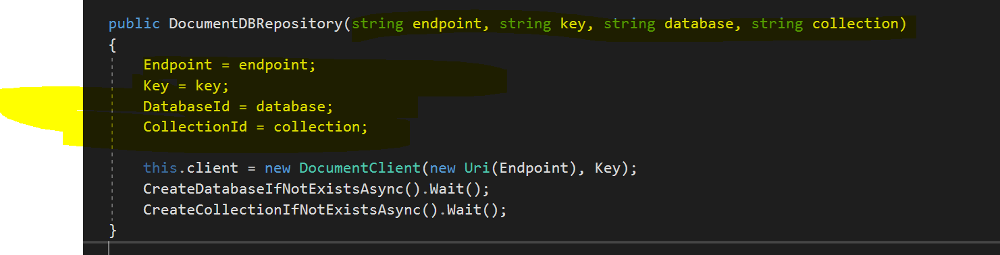 public DocumentDBRepository(string endpoint, string key, string database, string collection)
{
Endpoint = endpoint;
Key = key;
DatabaseId = database;
CollectionId = collection;
this.client = new DocumentClient(new Uri(Endpoint), Key);
CreateDatabaseIfNotExistsAsync().Wait();
CreateCollectionIfNotExistsAsync().Wait();
}